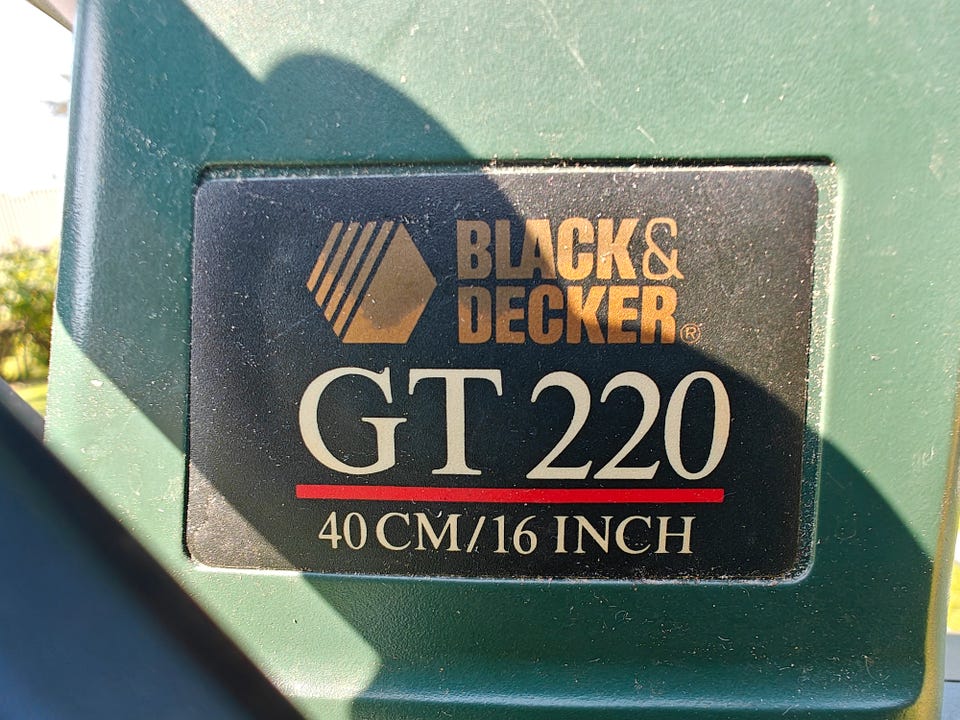 BLACK&
DECKER®
GT 220
40 CM/16 INCH